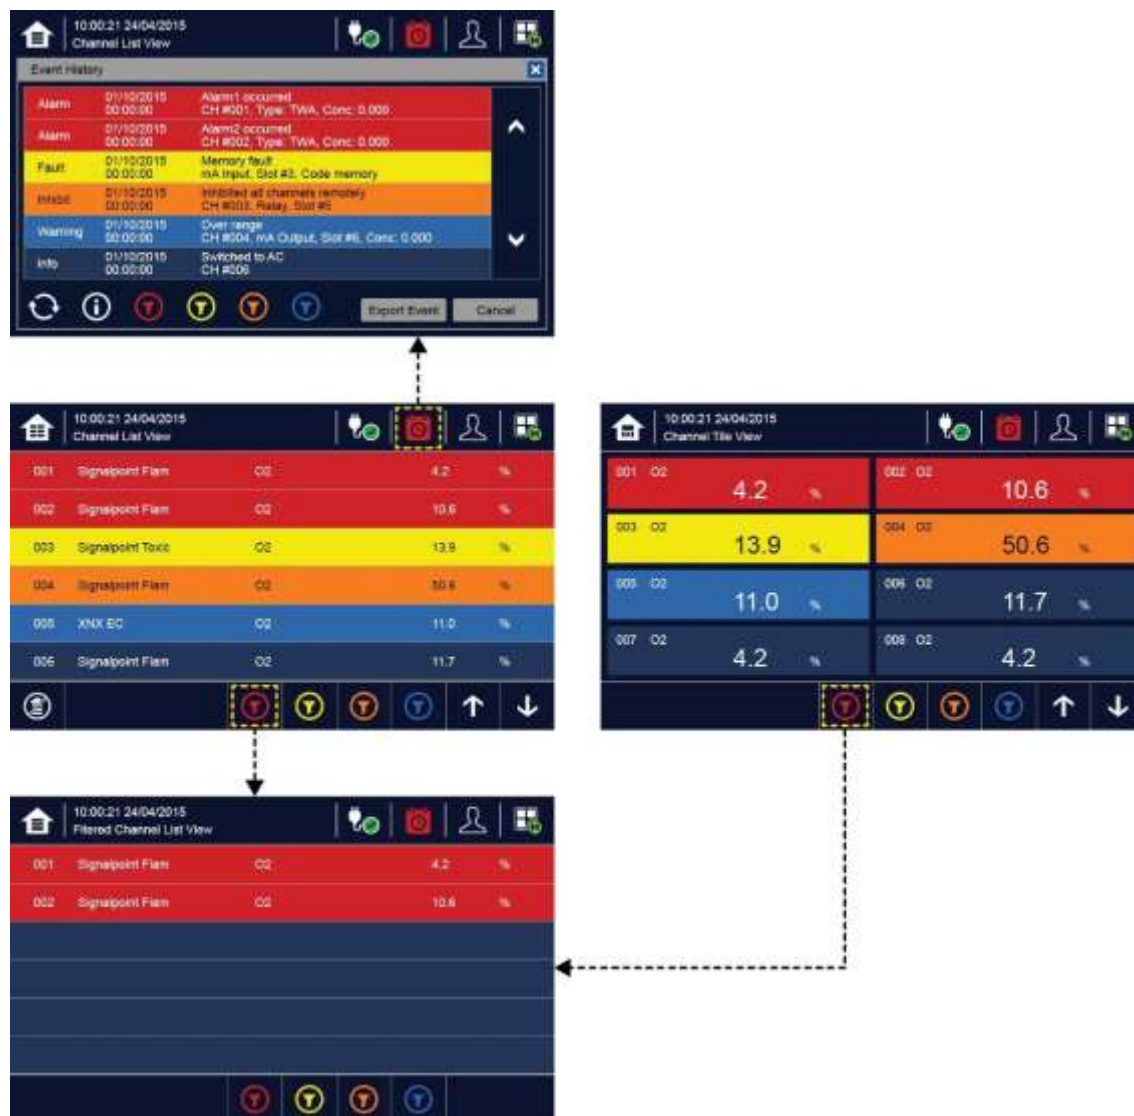 10:00:21 24/04/2015
Channel List View
Event History
Alarm 01/10/2015 00:00:00 Alarm1 occurred
CH #001, Type: TWA, Conc: 0.000
Alarm 01/10/2015 00:00:00 Alarm2 occurred
CH #002, Type: TWA, Conc: 0.000
Fault 01/10/2015 00:00:00 Memory fault
mA Input, Slot #3, Code memory
Inhibit 01/10/2015 00:00:00 Inhibited all channels remotely
CH #003, Relay, Slot #5
Warning 01/10/2015 00:00:00 Over range
CH #004, mA Output, Slot #6, Conc: 0.000
Info 01/10/2015 00:00:00 Switched to AC
CH #006
Export Event Cancel
10:00:21 24/04/2015
Channel List View
001 Signalpoint Flam O2 4.2 %
002 Signalpoint Flam O2 10.6 %
003 Signalpoint Toxic O2 13.9 %
004 Signalpoint Flam O2 50.6 %
005 XNX EC O2 11.0 %
006 Signalpoint Flam O2 11.7 %
10:00:21 24/04/2015
Channel Tile View
001 O2 4.2 %
002 O2 10.6 %
003 O2 13.9 %
004 O2 50.6 %
005 O2 11.0 %
006 O2 11.7 %
007 O2 4.2 %
008 O2 4.2 %
10:00:21 24/04/2015
Filtered Channel List View
001 Signalpoint Flam O2 4.2 %
002 Signalpoint Flam O2 10.6 %